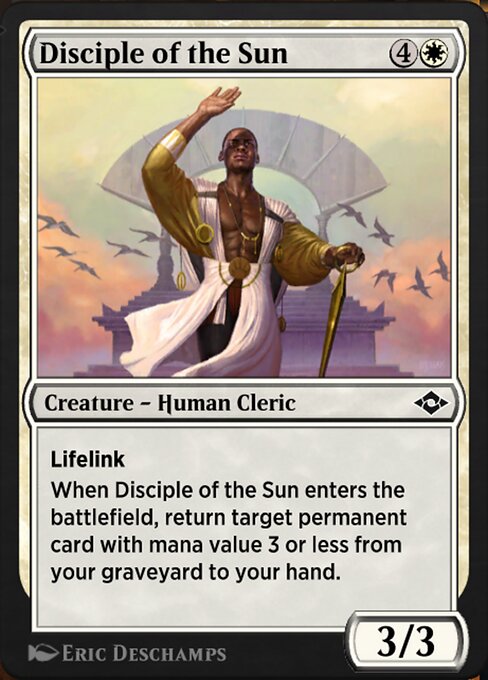 Disciple of the Sun 4
Creature – Human Cleric
Lifelink
When Disciple of the Sun enters the
battlefield, return target permanent
card with mana value 3 or less from
your graveyard to your hand.
3/3
Eric Deschamps